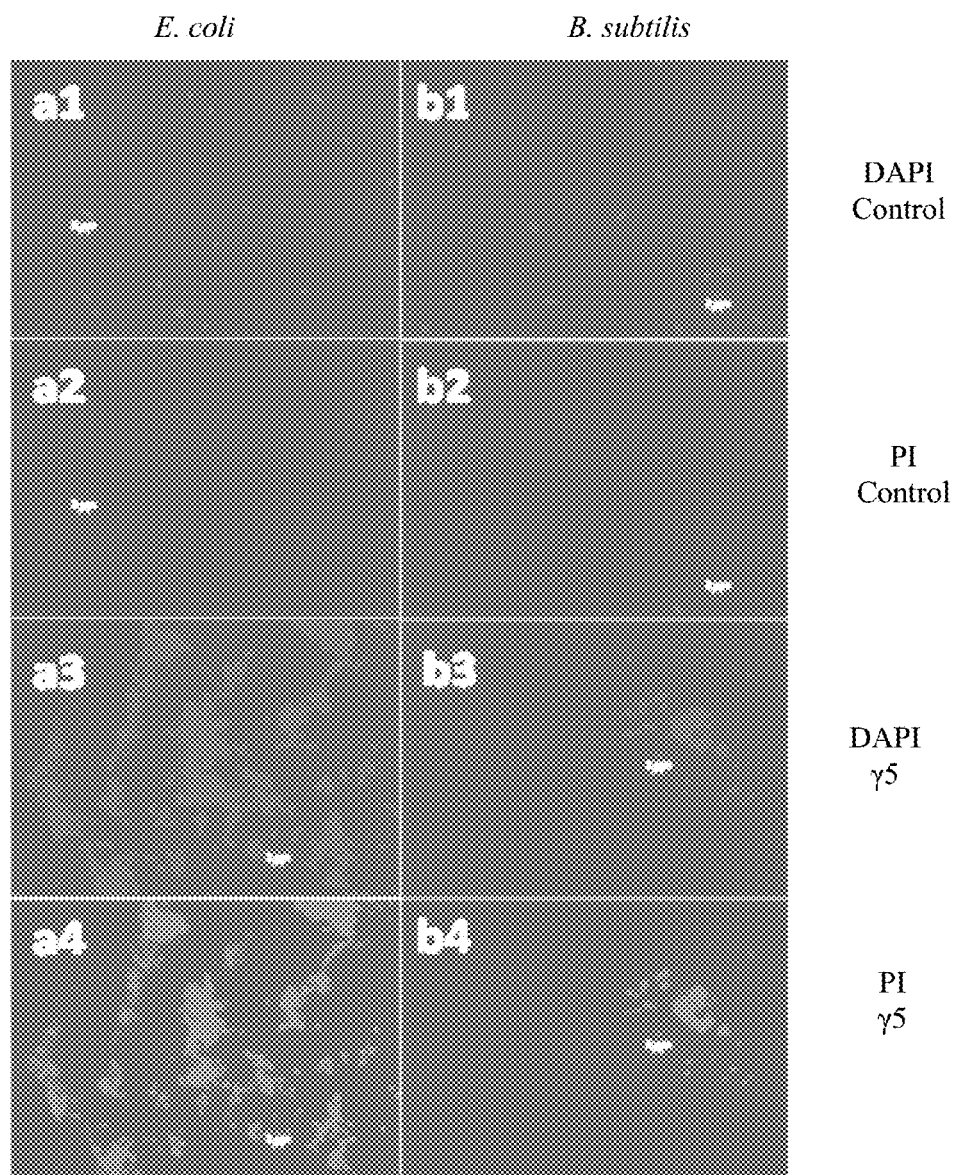 E. coli B. subtilis
a1 b1
DAPI
Control
a2 b2
PI
Control
a3 b3
DAPI
γ5
a4 b4
PI
γ5